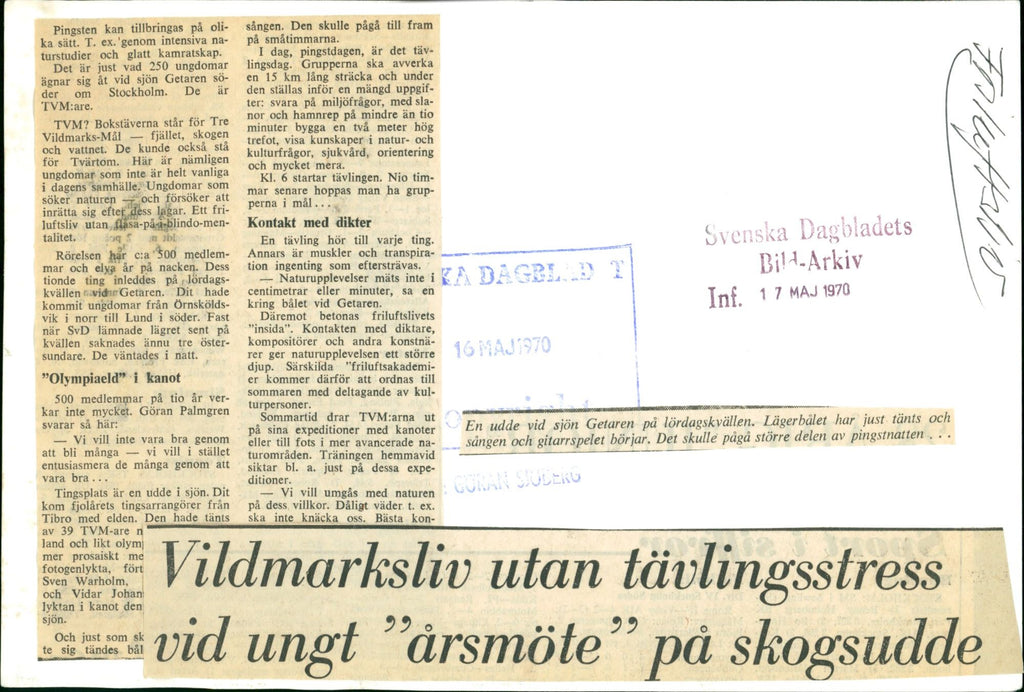 Pingsten kan tillbringas på oli-
ka sätt. T. ex. genom intensiva na-
turstudier och glatt kamratskap.
Det är just vad 250 ungdomar
ägnar sig åt vid sjön Getaren sö-
der om Stockholm. De är
TVM:are.
TVM? Bokstäverna står för Tre
Vildmarks-Mål — fjället, skogen
och vattnet. De kunde också stå
för Tvärtom. Här är nämligen
ungdomar som inte är helt vanliga
i dagens samhälle. Ungdomar som
söker naturen — och försöker att
inrätta sig efter dess lagar. Ett fri-
luftsliv utan flåsa-på-i-blindo-men-
talitet.
Rörelsen har c:a 500 medlem-
mar och elva år på nacken. Dess
tionde ting inleddes på lördags-
kvällen vid Getaren. Dit hade
kommit ungdomar från Örnskölds-
vik i norr till Lund i söder. Fast
när SvD lämnade lägret sent på
kvällen saknades ännu tre öster-
sundare. De väntades i natt.
"Olympiaeld" i kanot
500 medlemmar på tio år ver-
kar inte mycket. Göran Palmgren
svarar så här:
— Vi vill inte vara bra genom
att bli många — vi vill i stället
entusiasmera de många genom att
vara bra...
Tingsplats är en udde i sjön. Dit
kom fjolårets tingsarrangörer från
Tibro med elden. Den hade tänts
av 39 TVM-are n
land och likt olym
mer prosaiskt me
fotogenlykta, fört
Sven Warholm,
och Vidar Johan
lyktan i kanot den
sjön.
Och just som sk
te sig tändes bål
sången. Den skulle pågå till fram
på småtimmarna.
I dag, pingstdagen, är det täv-
lingsdag. Grupperna ska avverka
en 15 km lång sträcka och under
den ställas inför en mängd uppgif-
ter: svara på miljöfrågor, med sla-
nor och hamnrep på mindre än tio
minuter bygga en två meter hög
trefot, visa kunskaper i natur- och
kulturfrågor, sjukvård, orientering
och mycket mera.
Kl. 6 startar tävlingen. Nio tim-
mar senare hoppas man ha grup-
perna i mål...
Kontakt med dikter
En tävling hör till varje ting.
Annars är muskler och transpira-
tion ingenting som eftersträvas.
— Naturupplevelser mäts inte i
centimetrar eller minuter, sa en
kring bålet vid Getaren.
Däremot betonas friluftslivets
"insida". Kontakten med diktare,
kompositörer och andra konstnä-
rer ger naturupplevelsen ett större
djup. Särskilda "friluftsakademi-
er kommer därför att ordnas till
sommaren med deltagande av kul-
turpersoner.
Sommartid drar TVM:arna ut
på sina expeditioner med kanoter
eller till fots i mer avancerade na-
turområden. Träningen hemmavid
siktar bl. a. just på dessa expe-
ditioner.
— Vi vill umgås med naturen
på dess villkor. Dåligt väder t. ex.
ska inte knäcka oss. Bästa kon-
Friluftsliv
Svenska Dagbladets
Bild-Arkiv
Inf. 17 MAJ 1970
KA DAGBLAD T
16 MAJ 1970
GÖRAN SJÖBERG
En udde vid sjön Getaren på lördagskvällen. Lägerbålet har just tänts och
sången och gitarrspelet börjar. Det skulle pågå större delen av pingstnatten...
Vildmarksliv utan tävlingsstress
vid ungt "årsmöte" på skogsudde